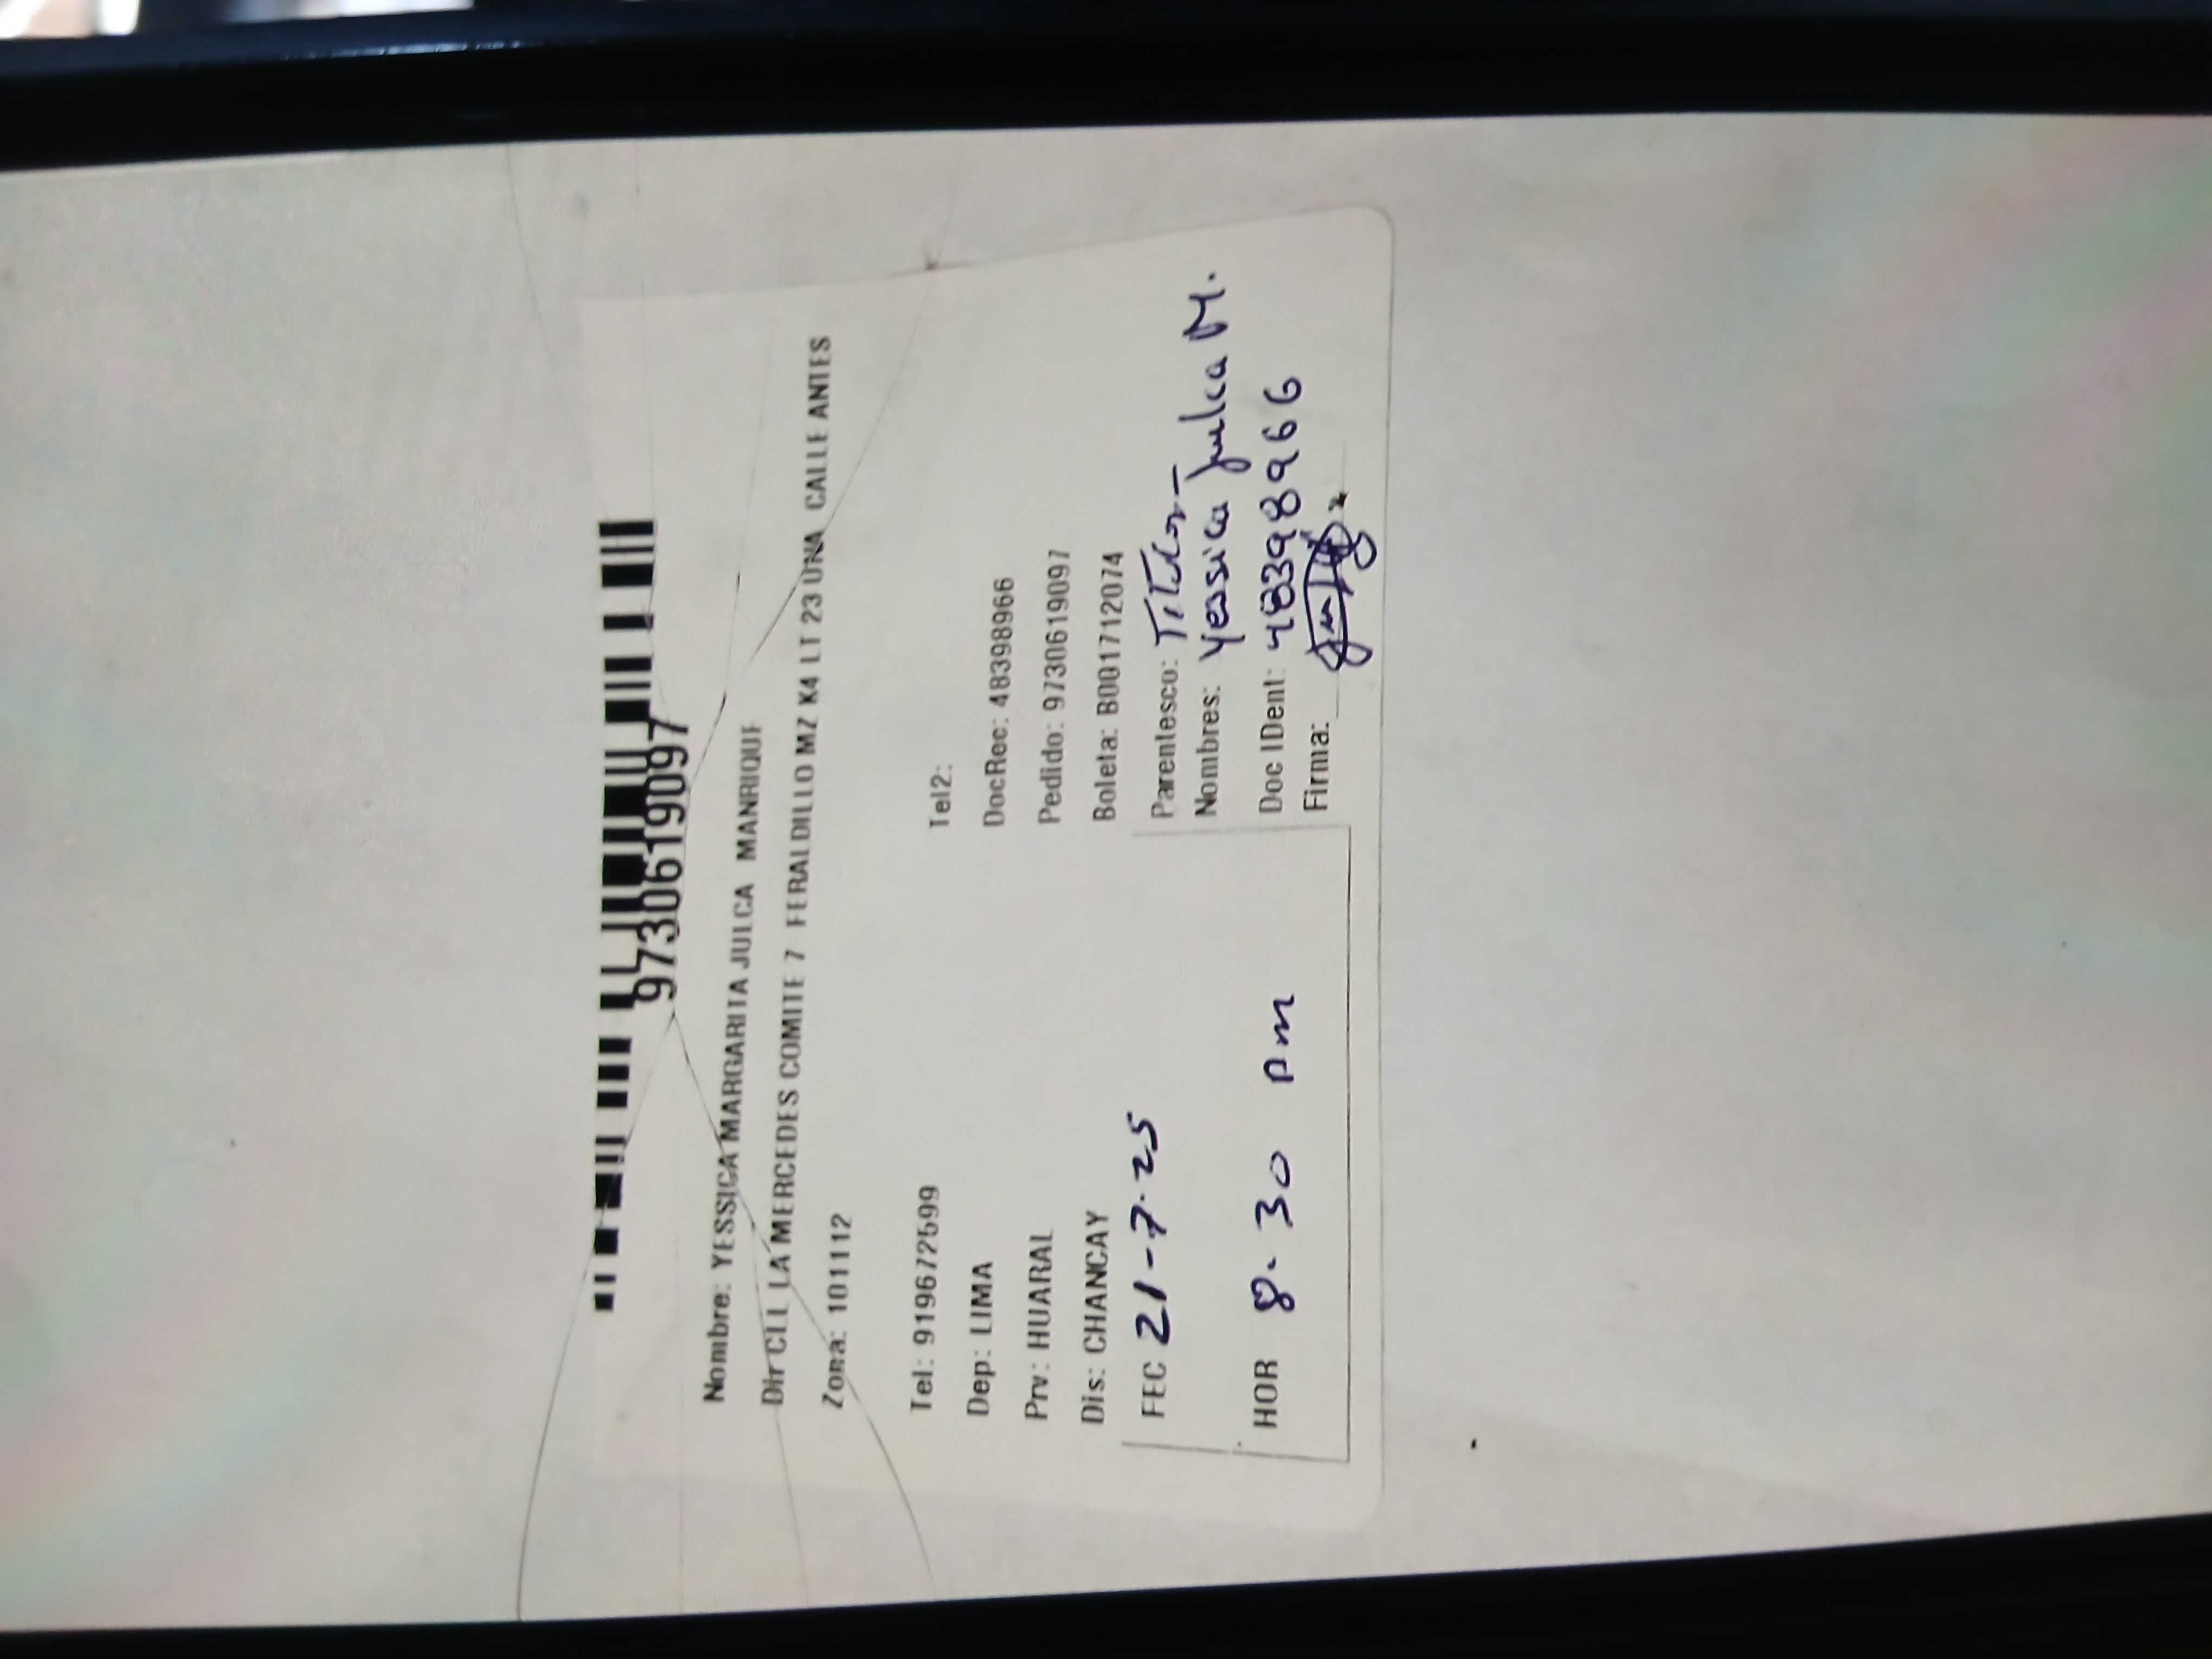 9730619097
Nombre: YESSICA MARGARITA JULCA MANRIQUE
Dir CLL LA MERCEDES COMITE 7 FERALDILLO MZ K4 LT 23 UNA CALLE ANTES
Zona: 101112
Tel: 919672599 Tel2:
Dep: LIMA DocRec: 48398966
Prv: HUARAL Pedido: 9730619097
Dis: CHANCAY Boleta: B001712074
FEC 21-7-25 Parentesco: Titular
Nombres: Yessica Julca M.
HOR 8.30 pm Doc IDent: 48398966
Firma: